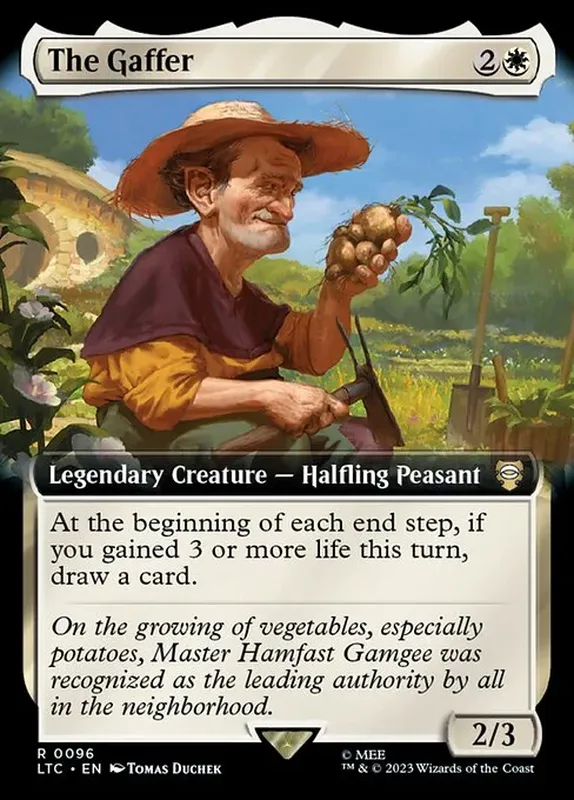 The Gaffer 2
Legendary Creature — Halfling Peasant
At the beginning of each end step, if
you gained 3 or more life this turn,
draw a card.
On the growing of vegetables, especially
potatoes, Master Hamfast Gamgee was
recognized as the leading authority by all
in the neighborhood.
2/3
R 0096
LTC • EN Tomas Duchek
© MEE
™ & © 2023 Wizards of the Coast